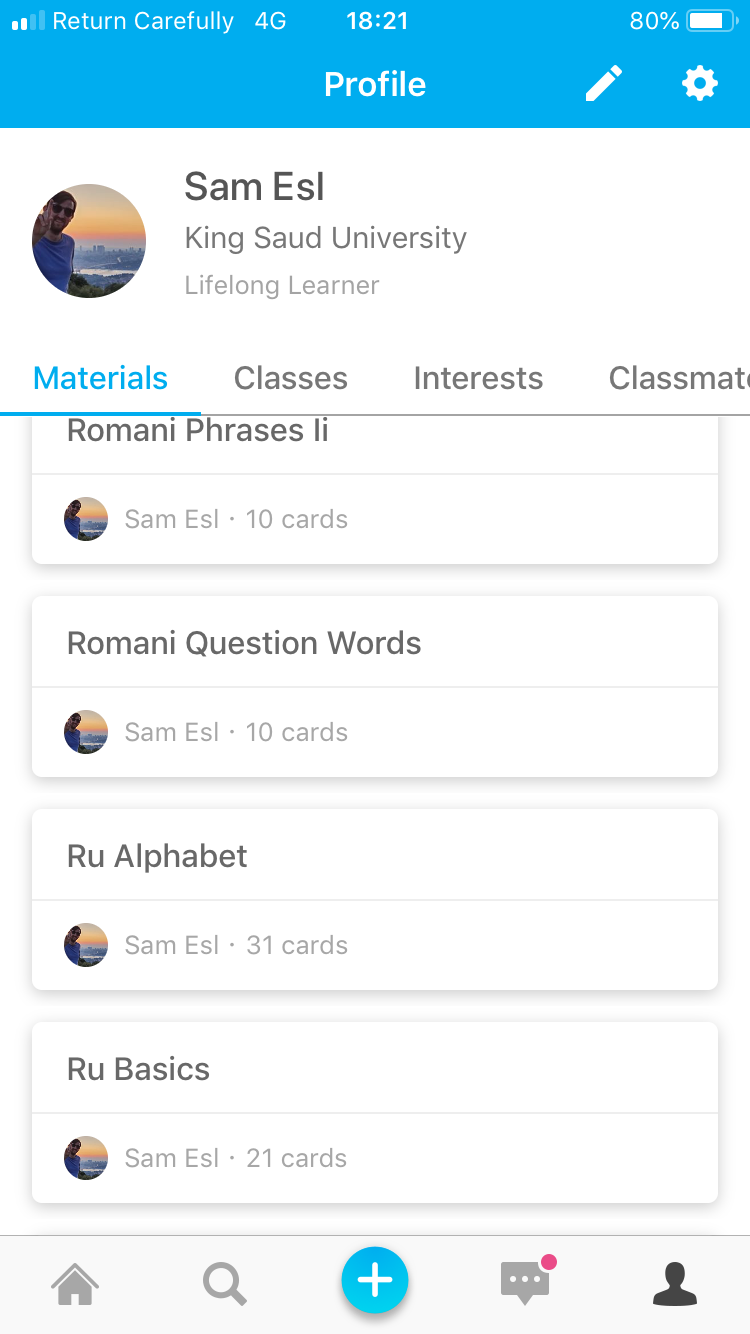 Return Carefully 4G 18:21 80%
Profile
Sam Esl
King Saud University
Lifelong Learner
Materials Classes Interests Classmat
Romani Phrases Ii
Sam Esl · 10 cards
Romani Question Words
Sam Esl · 10 cards
Ru Alphabet
Sam Esl · 31 cards
Ru Basics
Sam Esl · 21 cards